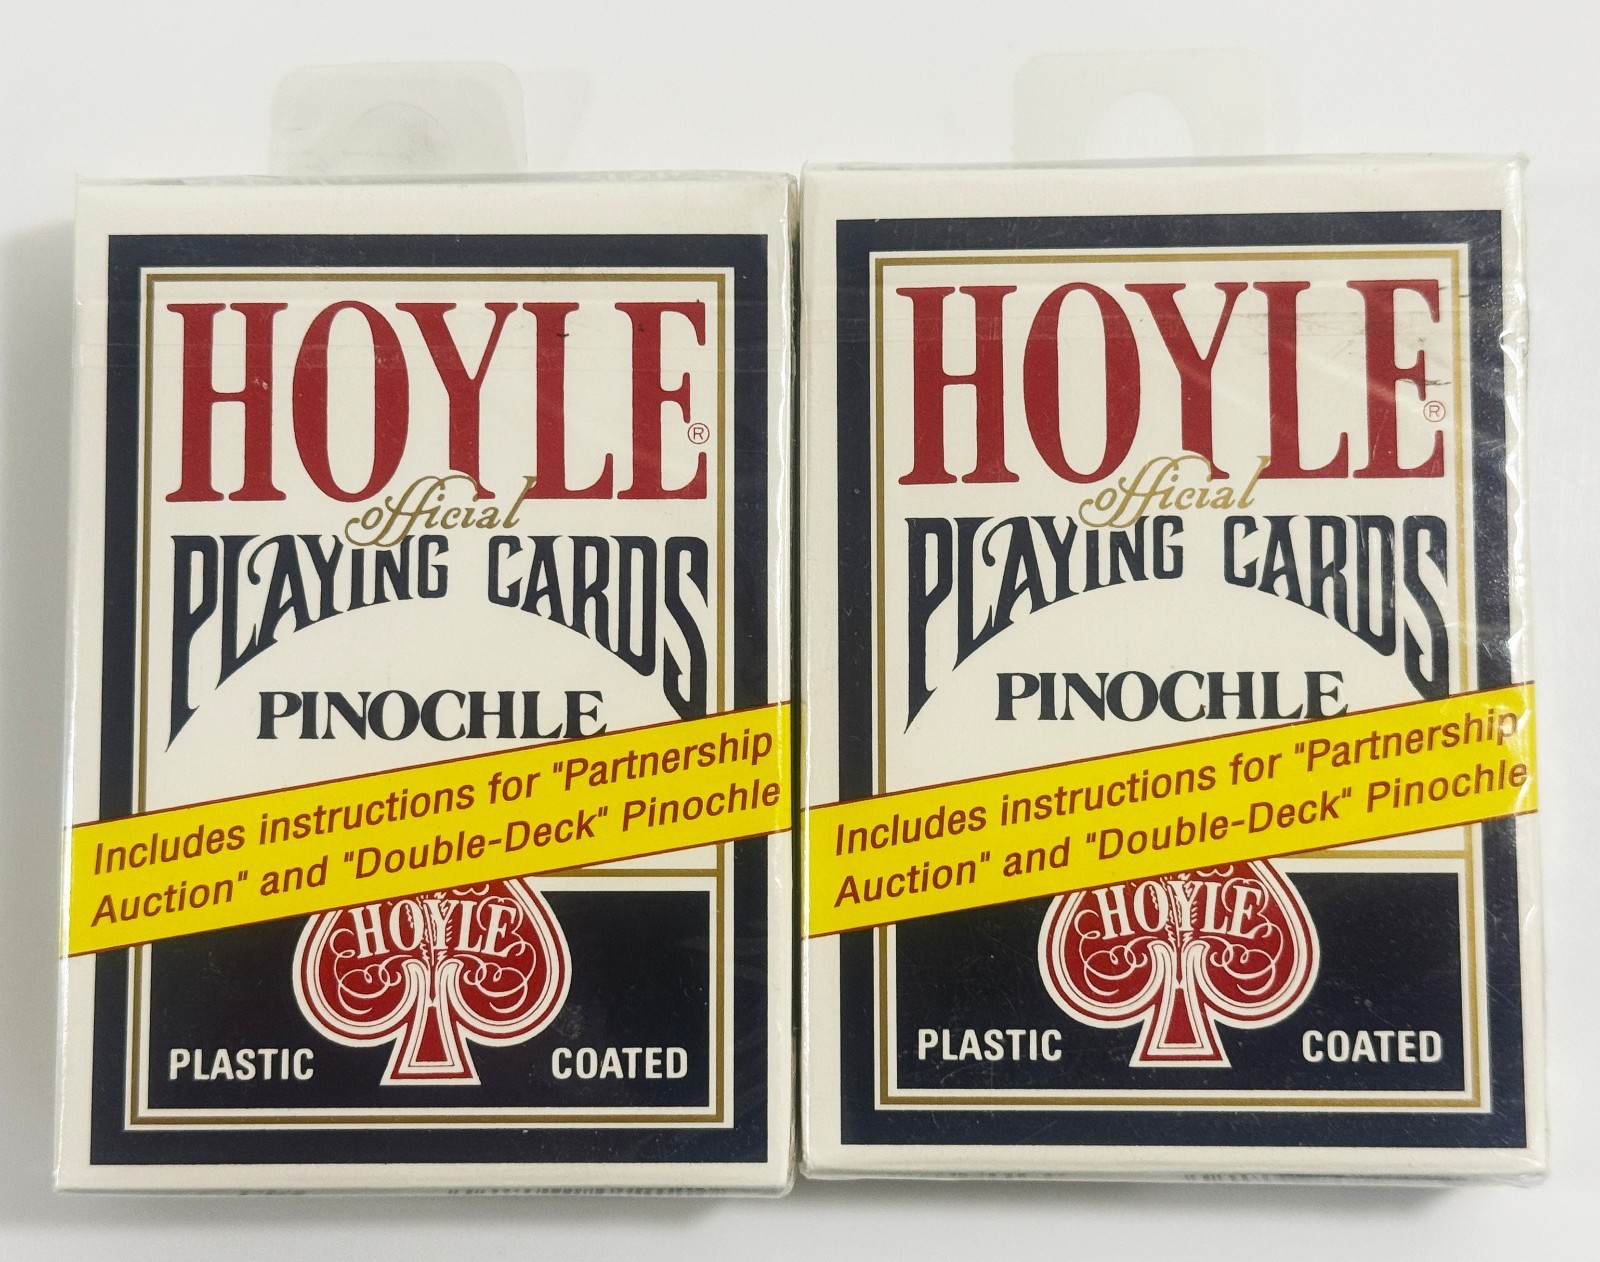 HOYLE®
official
PLAYING CARDS
PINOCHLE
Includes instructions for "Partnership
Auction" and "Double-Deck" Pinochle
HOYLE
PLASTIC COATED
HOYLE®
official
PLAYING CARDS
PINOCHLE
Includes instructions for "Partnership
Auction" and "Double-Deck" Pinochle
HOYLE
PLASTIC COATED